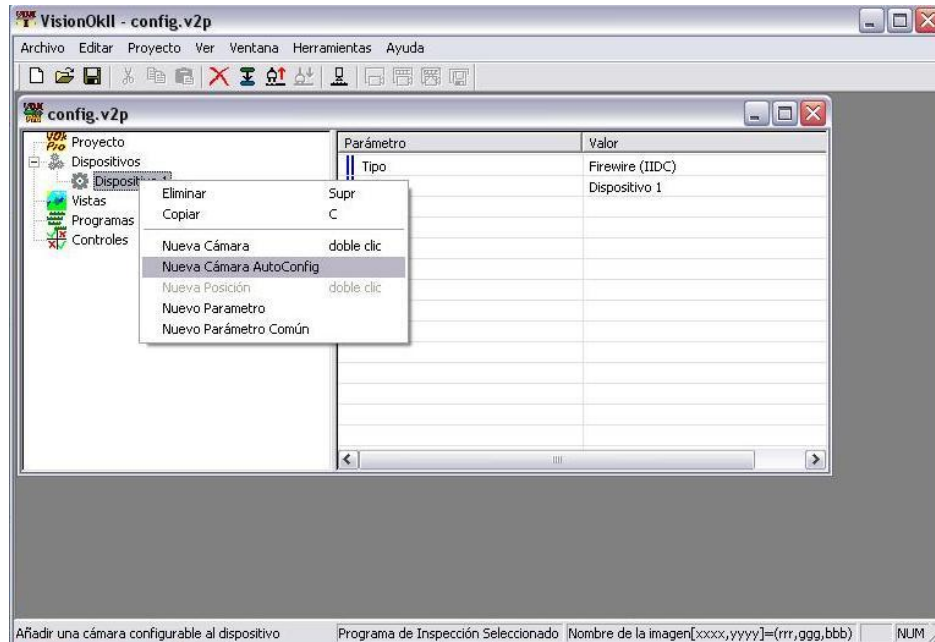 VisionOkII - config.v2p
Archivo Editar Proyecto Ver Ventana Herramientas Ayuda
config.v2p
VOK Pro Proyecto
Dispositivos
Vistas
Programas
Controles
Parámetro Valor
Tipo Firewire (IIDC)
Dispositivo 1
Eliminar Supr
Copiar C
Nueva Cámara doble clic
Nueva Cámara AutoConfig
Nueva Posición doble clic
Nuevo Parametro
Nuevo Parámetro Común
Añadir una cámara configurable al dispositivo Programa de Inspección Seleccionado Nombre de la imagen[xxxx,yyyy]=(rrr,ggg,bbb) NUM